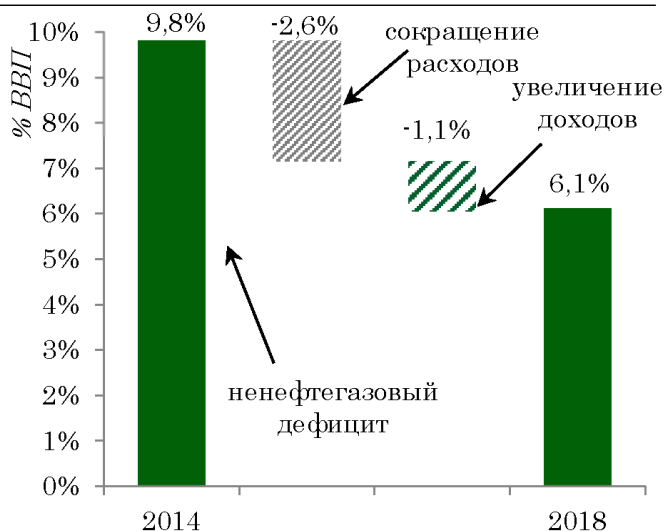 % ВВП
10%
9%
8%
7%
6%
5%
4%
3%
2%
1%
0%
9,8%
-2,6%
сокращение
расходов
-1,1%
увеличение
доходов
6,1%
ненефтегазовый
дефицит
2014
2018